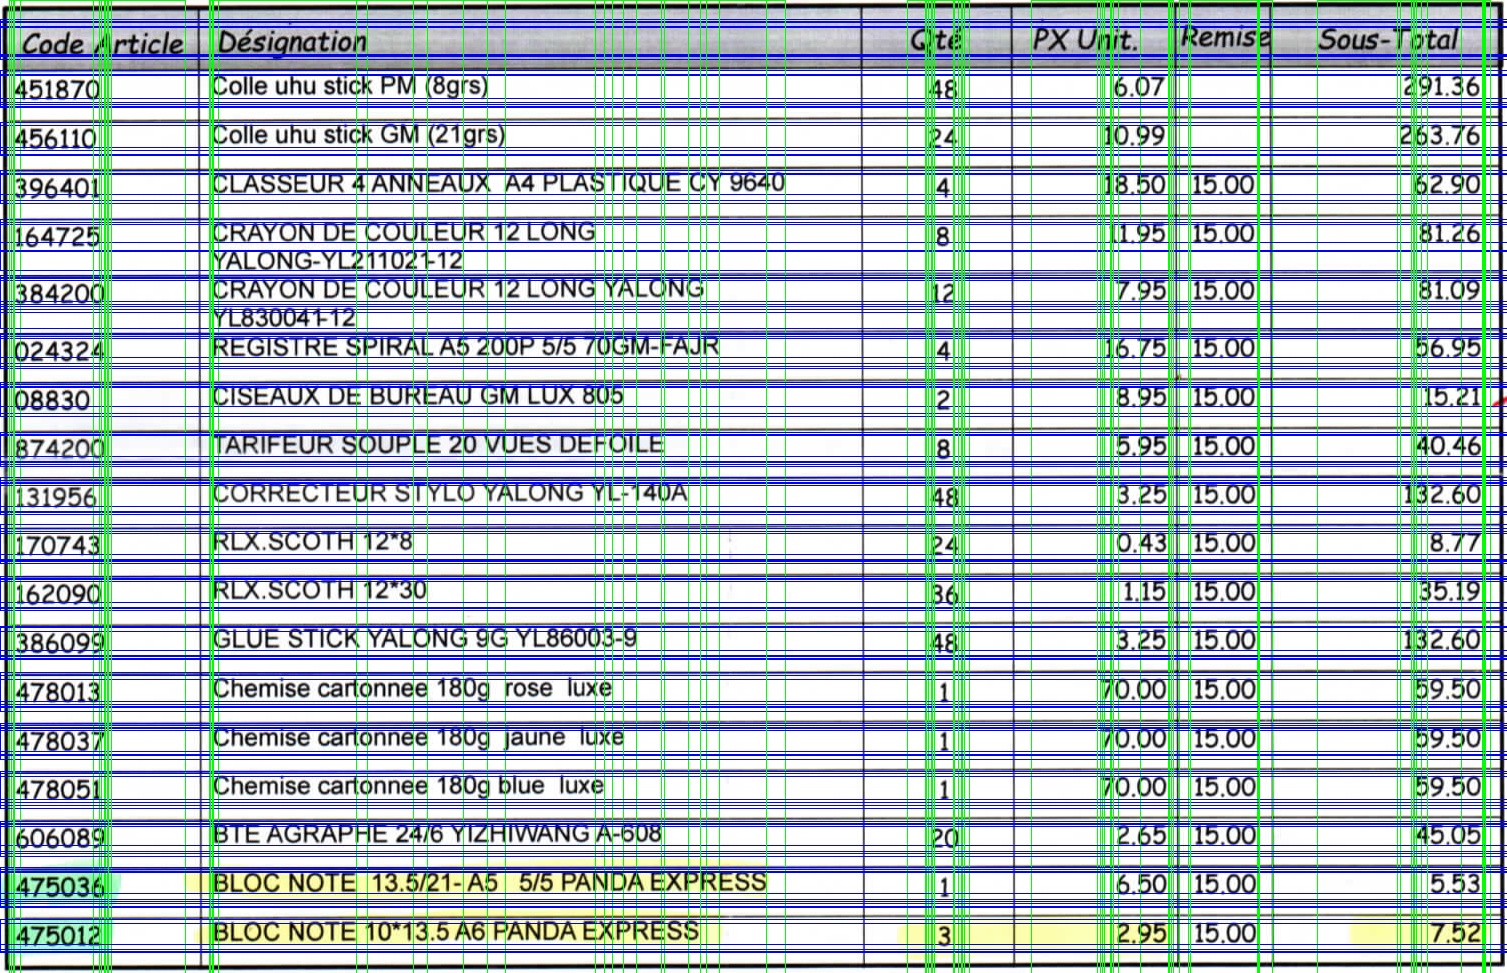 Code Article Désignation Qté PX Unit. Remise Sous-Total
451870 Colle uhu stick PM (8grs) 48 6.07 291.36
456110 Colle uhu stick GM (21grs) 24 10.99 263.76
396401 CLASSEUR 4 ANNEAUX A4 PLASTIQUE CY 9640 4 18.50 15.00 62.90
164725 CRAYON DE COULEUR 12 LONG 8 11.95 15.00 81.26
YALONG-YL211021-12
384200 CRAYON DE COULEUR 12 LONG YALONG 12 7.95 15.00 81.09
YL830041-12
024324 REGISTRE SPIRAL A5 200P 5/5 70GM-FAJR 4 16.75 15.00 56.95
08830 CISEAUX DE BUREAU GM LUX 805 2 8.95 15.00 15.21
874200 TARIFEUR SOUPLE 20 VUES DEFOILE 8 5.95 15.00 40.46
131956 CORRECTEUR STYLO YALONG YL-140A 48 3.25 15.00 132.60
170743 RLX.SCOTH 12*8 24 0.43 15.00 8.77
162090 RLX.SCOTH 12*30 36 1.15 15.00 35.19
386099 GLUE STICK YALONG 9G YL86003-9 48 3.25 15.00 132.60
478013 Chemise cartonnee 180g rose luxe 1 70.00 15.00 59.50
478037 Chemise cartonnee 180g jaune luxe 1 70.00 15.00 59.50
478051 Chemise cartonnee 180g blue luxe 1 70.00 15.00 59.50
606089 BTE AGRAPHE 24/6 YIZHIWANG A-608 20 2.65 15.00 45.05
475036 BLOC NOTE 13.5/21- A5 5/5 PANDA EXPRESS 1 6.50 15.00 5.53
475012 BLOC NOTE 10*13.5 A6 PANDA EXPRESS 3 2.95 15.00 7.52